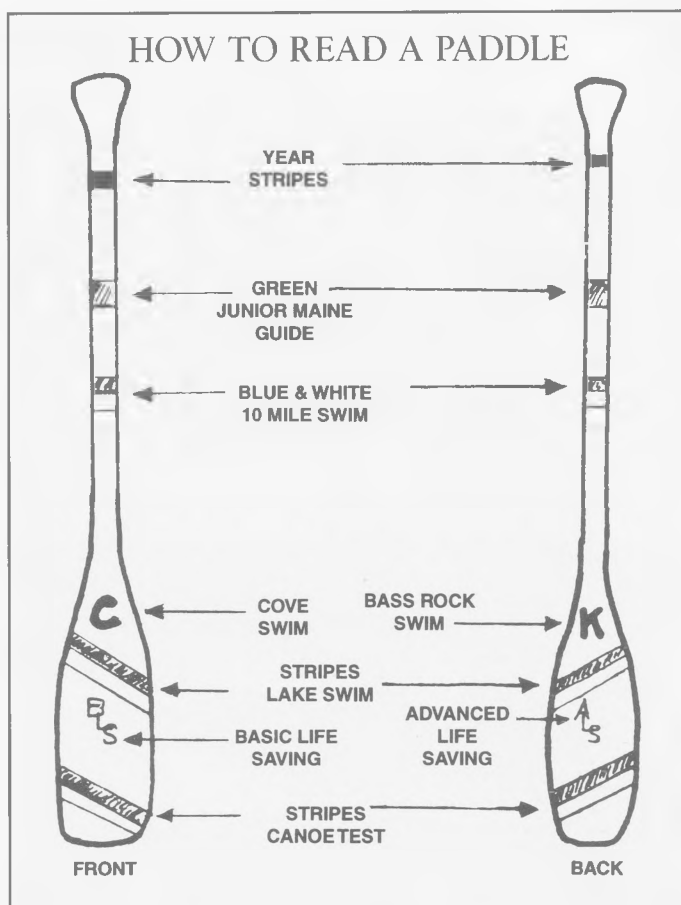 HOW TO READ A PADDLE
YEAR
STRIPES
GREEN
JUNIOR MAINE
GUIDE
BLUE & WHITE
10 MILE SWIM
C
COVE
SWIM
BASS ROCK
SWIM
K
STRIPES
LAKE SWIM
BLS
BASIC LIFE
SAVING
ADVANCED
LIFE
SAVING
ALS
STRIPES
CANOE TEST
FRONT
BACK